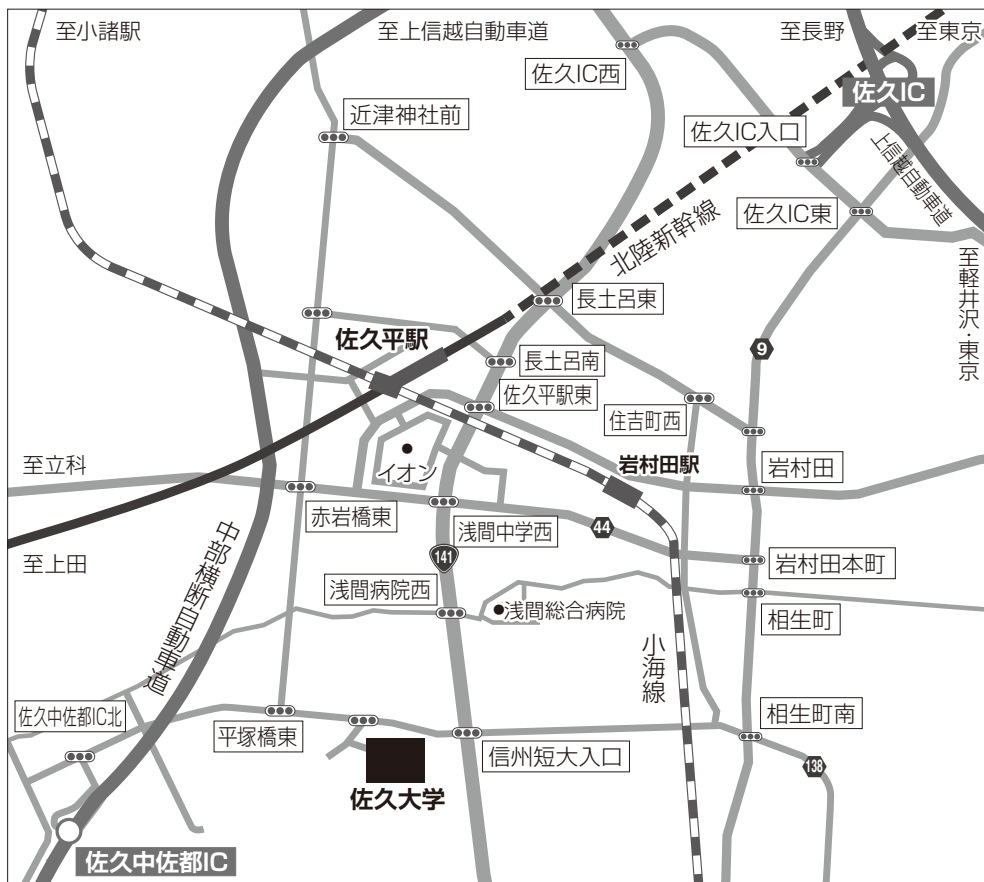 至小諸駅
至上信越自動車道
至長野
至東京
佐久IC西
佐久IC
近津神社前
佐久IC入口
上信越自動車道
佐久IC東
北陸新幹線
至軽井沢・東京
長土呂東
佐久平駅
9
長土呂南
佐久平駅東
住吉町西
イオン
岩村田駅
至立科
岩村田
赤岩橋東
浅間中学西
44
141
至上田
岩村田本町
中部横断自動車道
浅間病院西
浅間総合病院
相生町
小海線
佐久中佐都IC北
平塚橋東
信州短大入口
相生町南
138
佐久大学
佐久中佐都IC